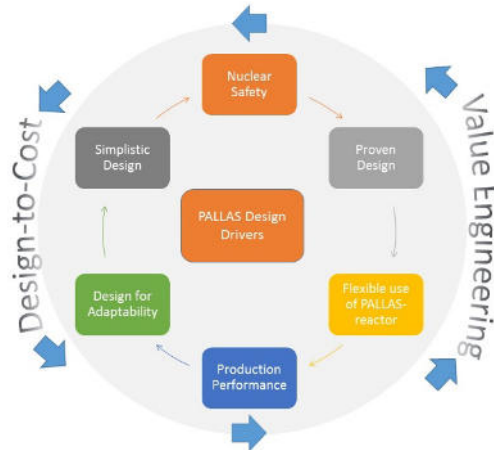 Nuclear
Safety
Proven
Design
Flexible use
of PALLAS-
reactor
Production
Performance
Design for
Adaptability
Simplistic
Design
PALLAS Design
Drivers
Design-to-Cost
Value Engineering